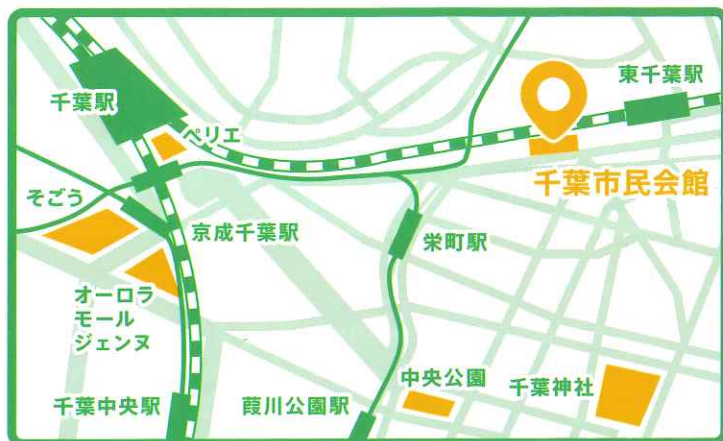 千葉駅
東千葉駅
ペリエ
千葉市民会館
そごう
京成千葉駅
栄町駅
オーロラ
モール
ジェンヌ
千葉中央駅
葭川公園駅
中央公園
千葉神社